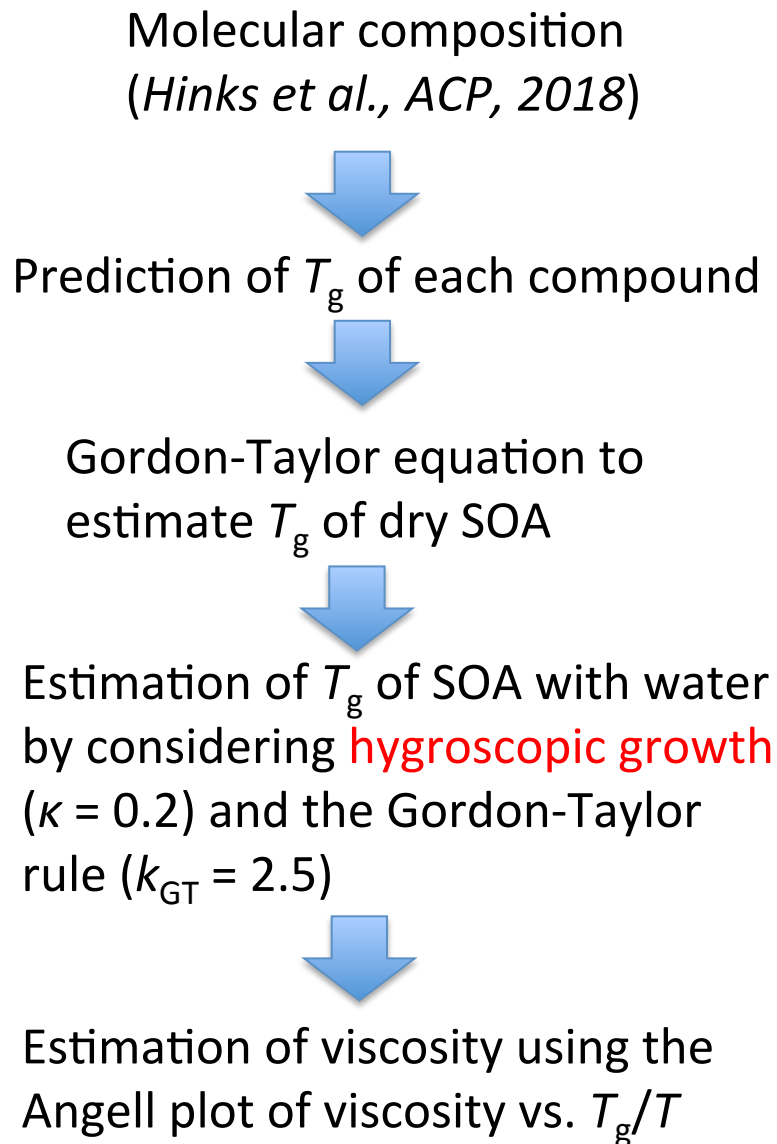 Molecular composition
(Hinks et al., ACP, 2018)
Prediction of Tg of each compound
Gordon-Taylor equation to
estimate Tg of dry SOA
Estimation of Tg of SOA with water
by considering hygroscopic growth
(κ = 0.2) and the Gordon-Taylor
rule (kGT = 2.5)
Estimation of viscosity using the
Angell plot of viscosity vs. Tg/T